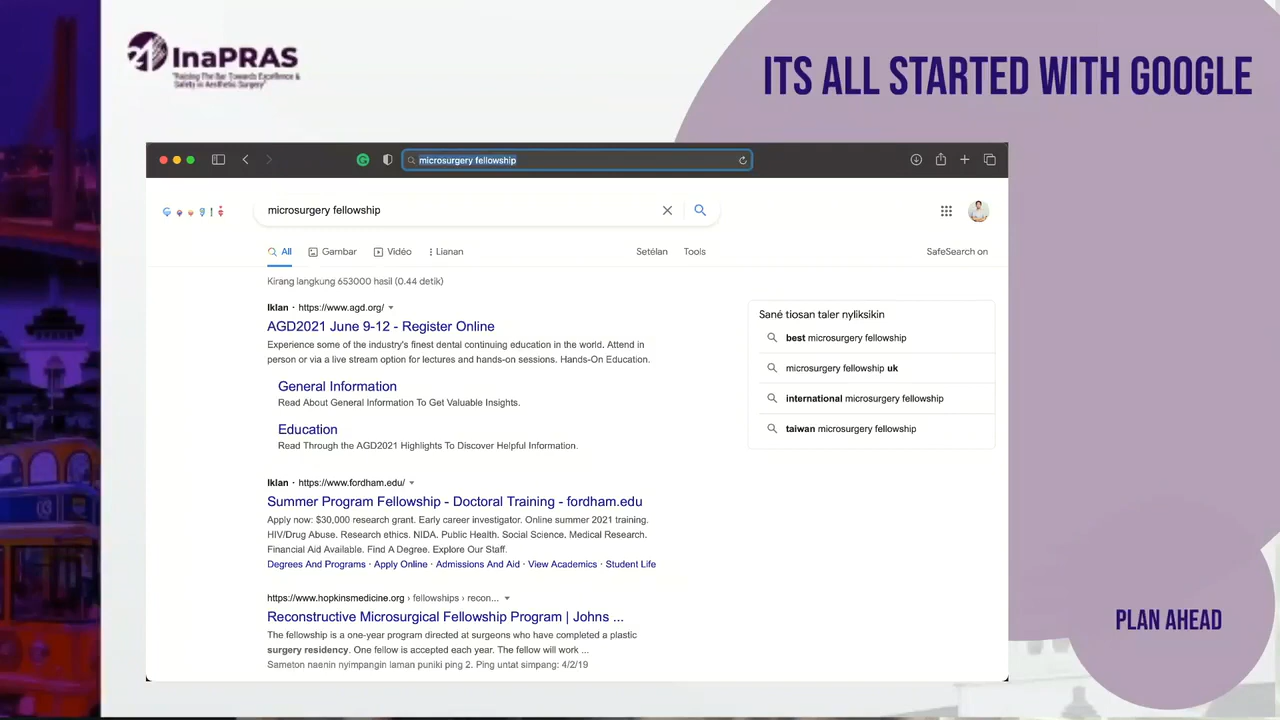 InaPRAS
"Raising The Bar Towards Excellence &
Safety in Aesthetic Surgery"
ITS ALL STARTED WITH GOOGLE
microsurgery fellowship
Google
microsurgery fellowship
All Gambar Vidéo Lianan Setélan Tools SafeSearch on
Kirang langkung 653000 hasil (0.44 detik)
Iklan · https://www.agd.org/
AGD2021 June 9-12 - Register Online
Experience some of the industry's finest dental continuing education in the world. Attend in
person or via a live stream option for lectures and hands-on sessions. Hands-On Education.
General Information
Read About General Information To Get Valuable Insights.
Education
Read Through the AGD2021 Highlights To Discover Helpful Information.
Iklan · https://www.fordham.edu/
Summer Program Fellowship - Doctoral Training - fordham.edu
Apply now: $30,000 research grant. Early career investigator. Online summer 2021 training.
HIV/Drug Abuse. Research ethics. NIDA. Public Health. Social Science. Medical Research.
Financial Aid Available. Find A Degree. Explore Our Staff.
Degrees And Programs · Apply Online · Admissions And Aid · View Academics · Student Life
https://www.hopkinsmedicine.org › fellowships › recon...
Reconstructive Microsurgical Fellowship Program | Johns ...
The fellowship is a one-year program directed at surgeons who have completed a plastic
surgery residency. One fellow is accepted each year. The fellow will work ...
Sameton naenin nyimpangin laman puniki ping 2. Ping untat simpang: 4/2/19
Sané tiosan taler nyliksikin
best microsurgery fellowship
microsurgery fellowship uk
international microsurgery fellowship
taiwan microsurgery fellowship
PLAN AHEAD